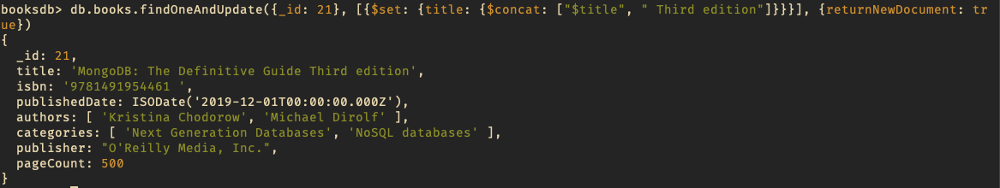 booksdb> db.books.findOneAndUpdate({_id: 21}, [{$set: {title: {$concat: ["$title", " Third edition"]}}}], {returnNewDocument: tr
ue})
{
  _id: 21,
  title: 'MongoDB: The Definitive Guide Third edition',
  isbn: '9781491954461 ',
  publishedDate: ISODate('2019-12-01T00:00:00.000Z'),
  authors: [ 'Kristina Chodorow', 'Michael Dirolf' ],
  categories: [ 'Next Generation Databases', 'NoSQL databases' ],
  publisher: "O'Reilly Media, Inc.",
  pageCount: 500
}